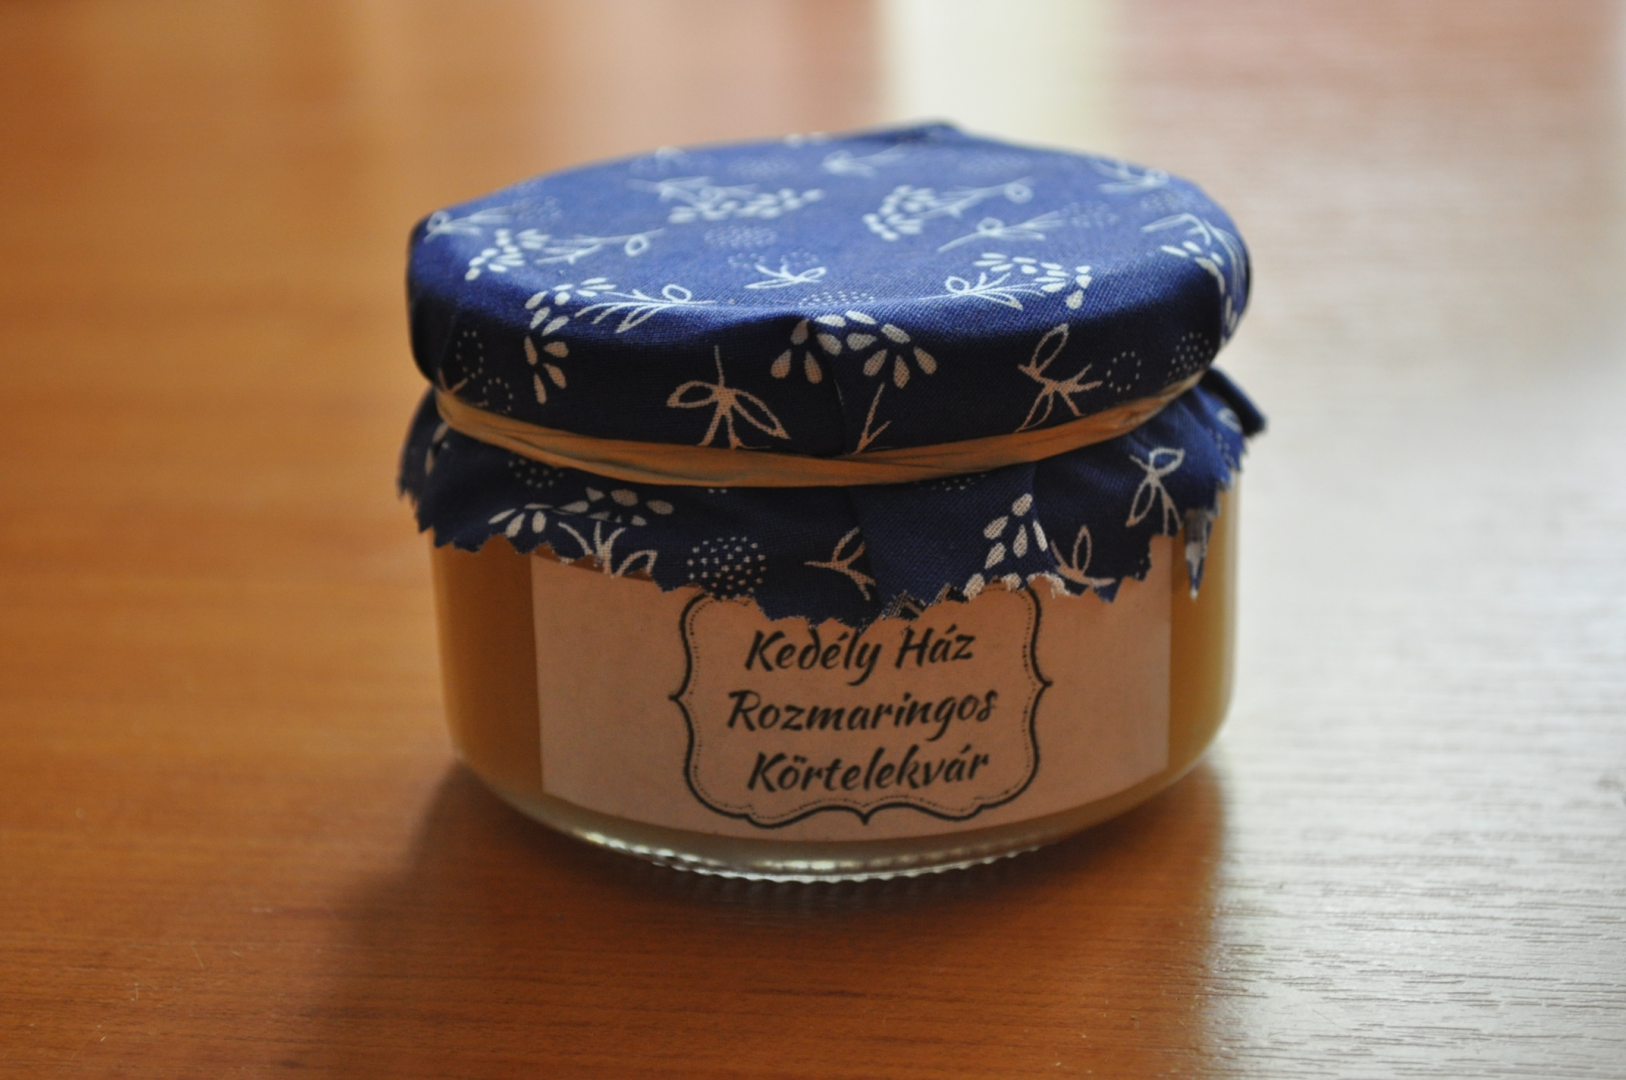 Kedély Ház
Rozmaringos
Körtelekvár